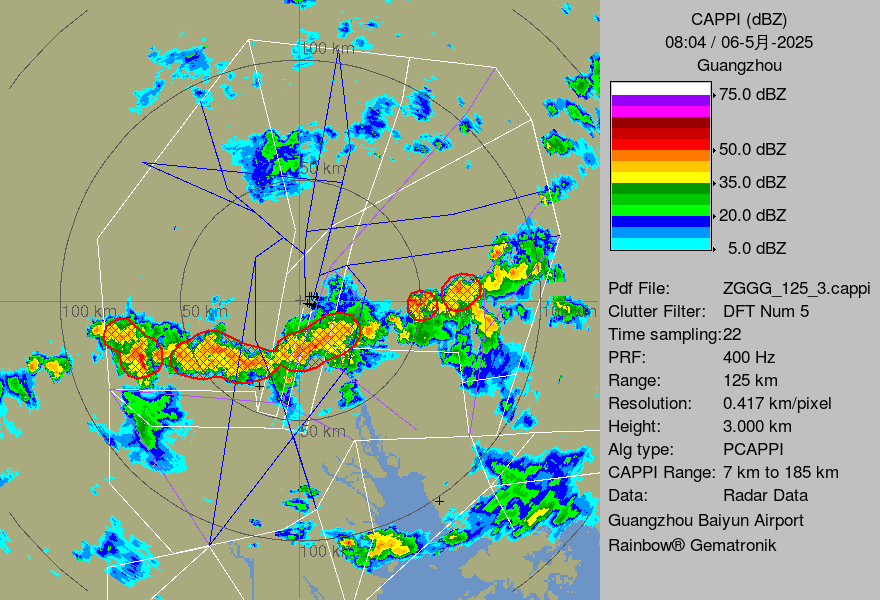 CAPPI (dBZ)
08:04 / 06-5月-2025
Guangzhou
75.0 dBZ
50.0 dBZ
35.0 dBZ
20.0 dBZ
5.0 dBZ
Pdf File: ZGGG_125_3.cappi
Clutter Filter: DFT Num 5
Time sampling:22
PRF: 400 Hz
Range: 125 km
Resolution: 0.417 km/pixel
Height: 3.000 km
Alg type: PCAPPI
CAPPI Range: 7 km to 185 km
Data: Radar Data
Guangzhou Baiyun Airport
Rainbow® Gematronik
100 km
50 km
100 km
50 km
50 km
100 km